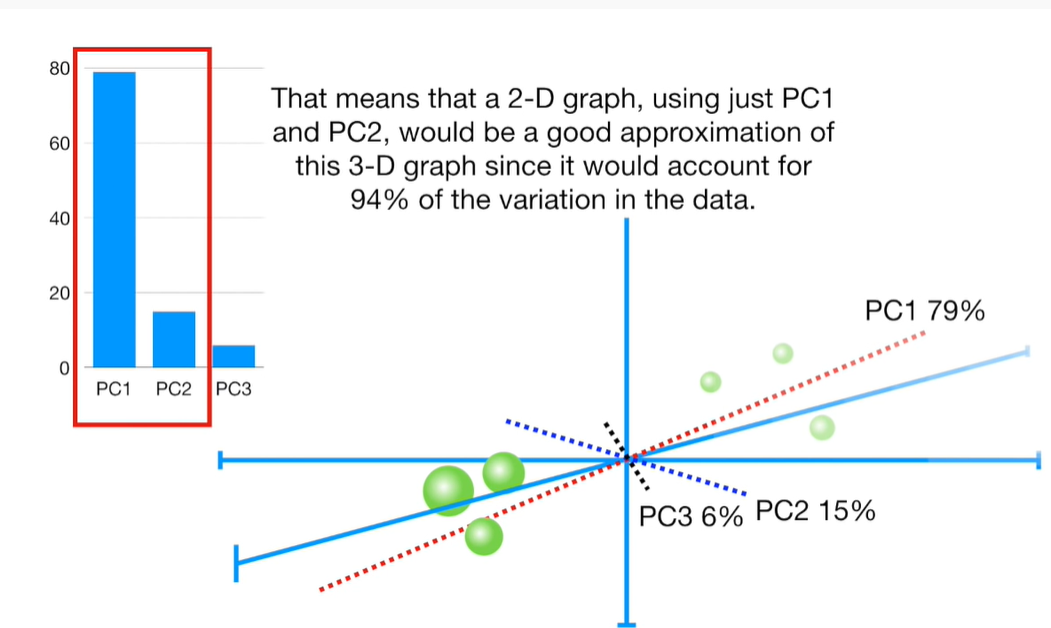 80
60
40
20
0
PC1 PC2 PC3
That means that a 2-D graph, using just PC1
and PC2, would be a good approximation of
this 3-D graph since it would account for
94% of the variation in the data.
PC1 79%
PC3 6%
PC2 15%